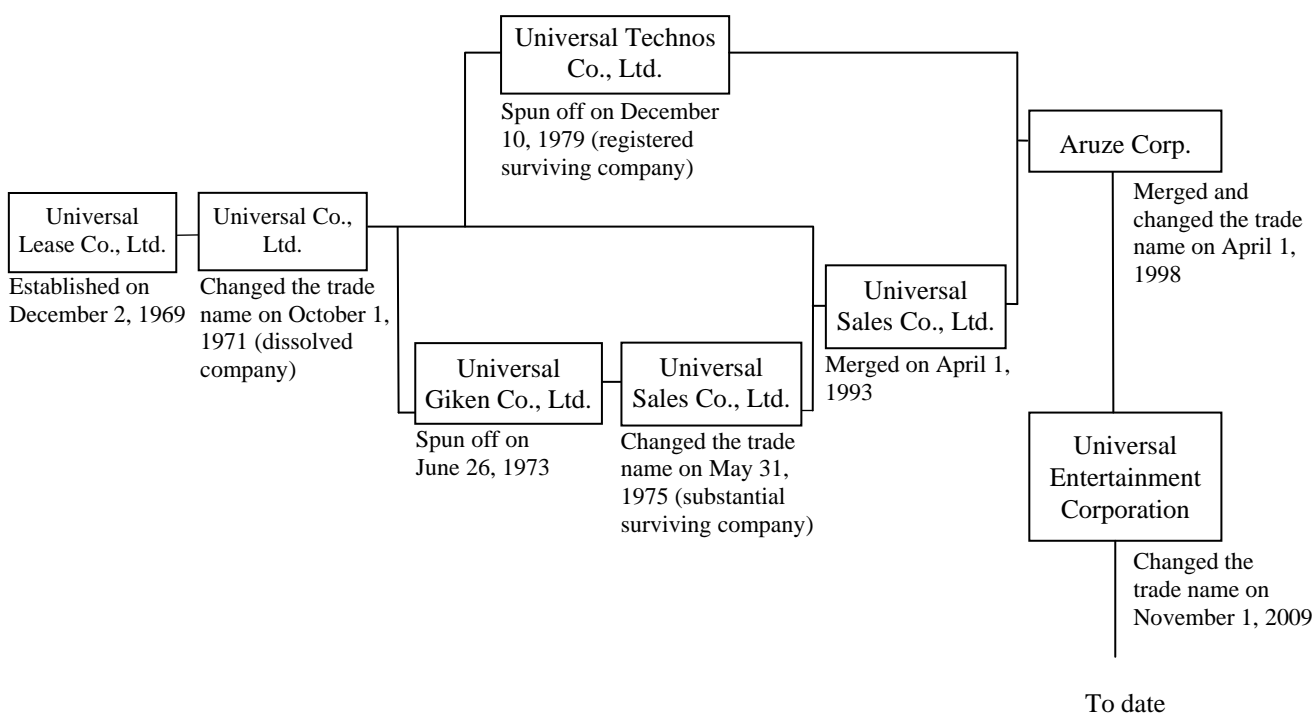 Universal Technos
Co., Ltd.
Spun off on December
10, 1979 (registered
surviving company)
Aruze Corp.
Merged and
changed the trade
name on April 1,
1998
Universal
Lease Co., Ltd.
Established on
December 2, 1969
Universal Co.,
Ltd.
Changed the trade
name on October 1,
1971 (dissolved
company)
Universal
Sales Co., Ltd.
Merged on April 1,
1993
Universal
Giken Co., Ltd.
Spun off on
June 26, 1973
Universal
Sales Co., Ltd.
Changed the trade
name on May 31,
1975 (substantial
surviving company)
Universal
Entertainment
Corporation
Changed the
trade name on
November 1, 2009
To date